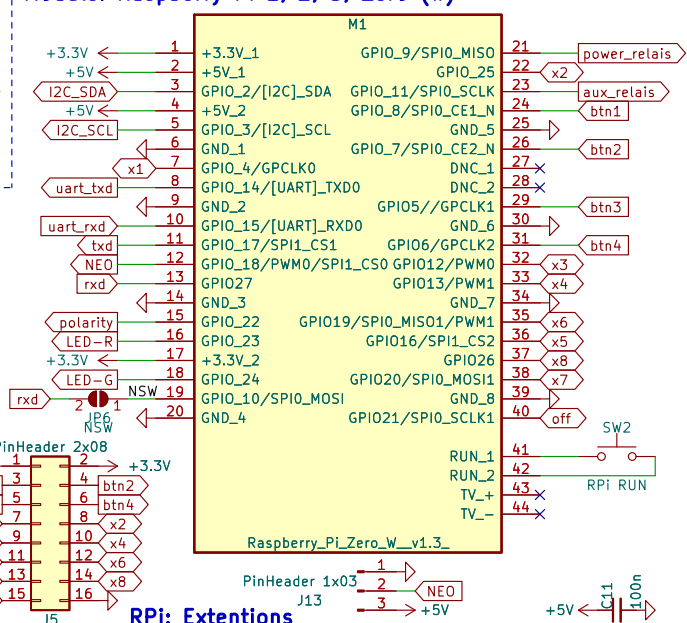 M1
+3.3V 1 +3.3V_1 GPIO_9/SPI0_MISO 21 power_relais
+5V 2 +5V_1 GPIO_25 22 x2
I2C_SDA 3 GPIO_2/[I2C]_SDA GPIO_11/SPI0_SCLK 23 aux_relais
+5V 4 +5V_2 GPIO_8/SPI0_CE1_N 24 btn1
I2C_SCL 5 GPIO_3/[I2C]_SCL GND_5 25
6 GND_1 GPIO_7/SPI0_CE2_N 26 btn2
x1 7 GPIO_4/GPCLK0 DNC_1 27
uart_txd 8 GPIO_14/[UART]_TXD0 DNC_2 28
9 GND_2 GPIO5//GPCLK1 29 btn3
uart_rxd 10 GPIO_15/[UART]_RXD0 GND_6 30
txd 11 GPIO_17/SPI1_CS1 GPIO6/GPCLK2 31 btn4
NEO 12 GPIO_18/PWM0/SPI1_CS0 GPIO12/PWM0 32 x3
rxd 13 GPIO27 GPIO13/PWM1 33 x4
14 GND_3 GND_7 34
polarity 15 GPIO_22 GPIO19/SPI0_MISO1/PWM1 35 x6
LED-R 16 GPIO_23 GPIO16/SPI1_CS2 36 x5
+3.3V 17 +3.3V_2 GPIO26 37 x8
LED-G 18 GPIO_24 GPIO20/SPI0_MOSI1 38 x7
rxd 2 1 NSW 19 GPIO_10/SPI0_MOSI GND_8 39
JP6 20 GND_4 GPIO21/SPI0_SCLK1 40 off
NSW
SW2
RUN_1 41
RUN_2 42
RPi RUN
TV_+ 43
TV_- 44
Raspberry_Pi_Zero_W__v1.3_
PinHeader 2x08
1 2 +3.3V
3 4 btn2
5 6 btn4
7 8 x2
9 10 x4
11 12 x6
13 14 x8
15 16
J5
PinHeader 1x03
J13
1
2 NEO
3 +5V
+5V C11 100n
RPi: Extentions